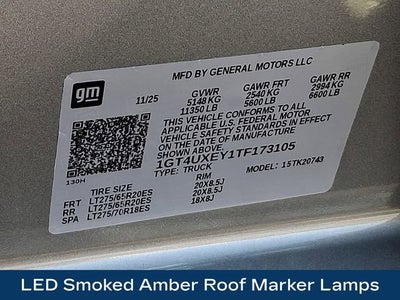 gm
MFD BY GENERAL MOTORS LLC
11/25 GVWR GAWR FRT GAWR RR
5148 KG 2540 KG 2994 KG
11350 LB 5600 LB 6600 LB
THIS VEHICLE CONFORMS TO ALL APPLICABLE
U.S. FEDERAL MOTOR VEHICLE SAFETY
STANDARDS IN EFFECT ON THE DATE OF
MANUFACTURE SHOWN ABOVE.
1GT4UXEY1TF173105
TYPE: TRUCK MODEL: 15TK20743
130H
TIRE SIZE RIM
FRT LT275/65R20ES 20X8.5J
RR LT275/65R20ES 20X8.5J
SPA LT275/70R18ES 18X8J
LED Smoked Amber Roof Marker Lamps